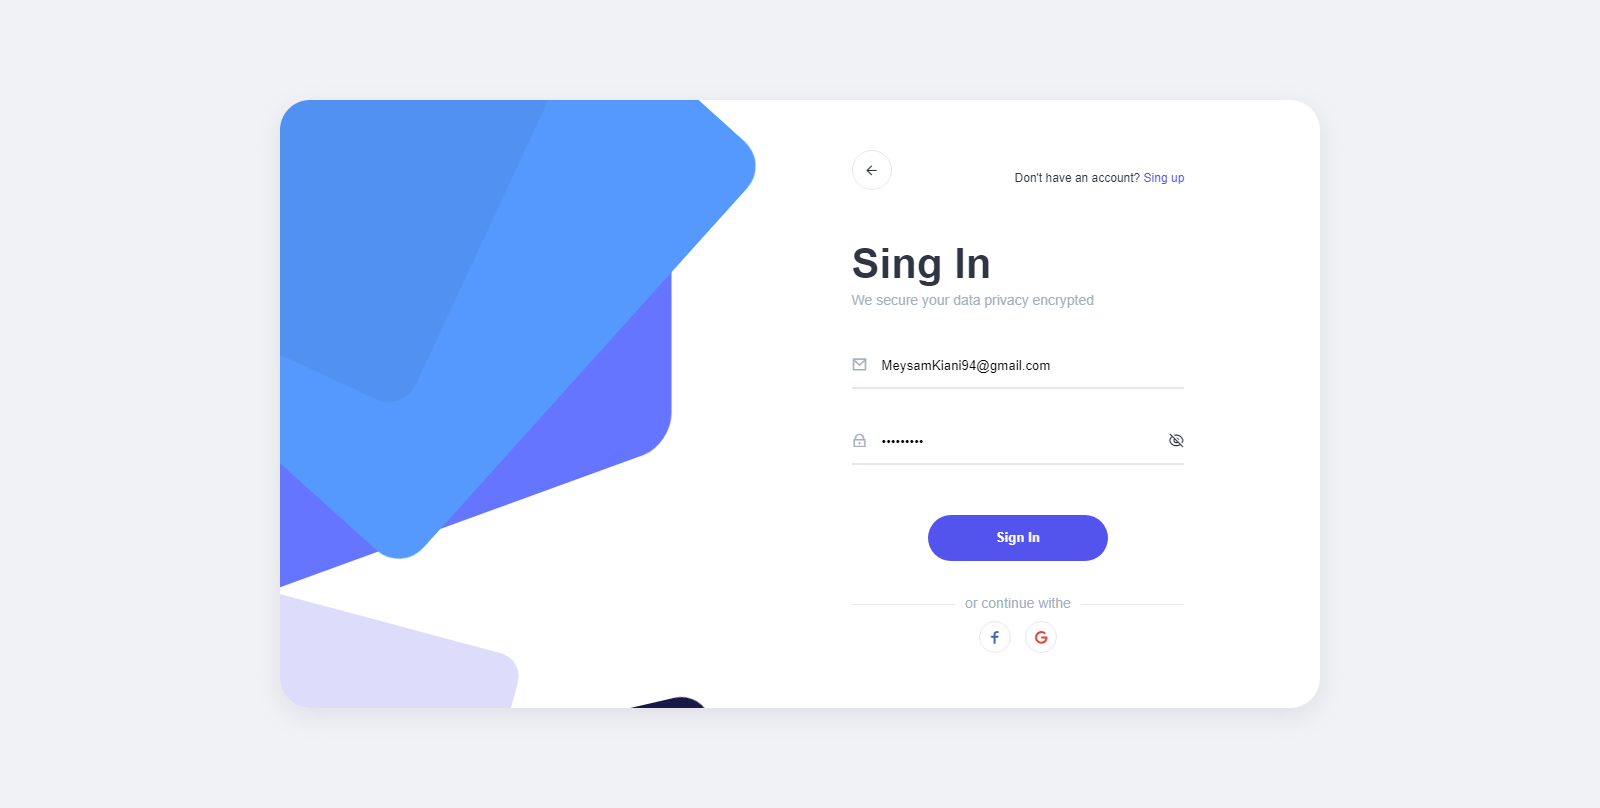 Don't have an account? Sing up
Sing In
We secure your data privacy encrypted
MeysamKiani94@gmail.com
•••••••••
Sign In
or continue withe